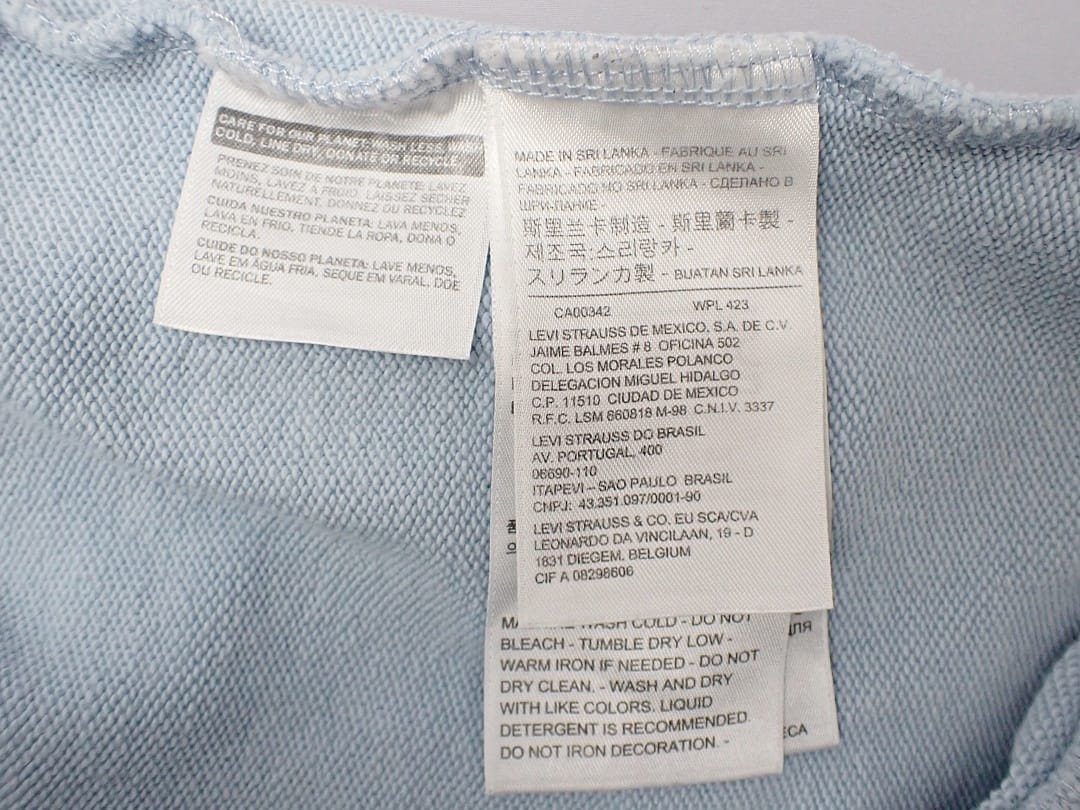 CARE FOR OUR PLANET: WASH LESS, WASH
COLD, LINE DRY, DONATE OR RECYCLE.
PRENEZ SOIN DE NOTRE PLANETE: LAVEZ
MOINS, LAVEZ A FROID, LAISSEZ SECHER
NATURELLEMENT. DONNEZ OU RECYCLEZ
CUIDA NUESTRO PLANETA: LAVA MENOS,
LAVA EN FRIO, TIENDE LA ROPA, DONA O
RECICLA.
CUIDE DO NOSSO PLANETA: LAVE MENOS,
LAVE EM ÁGUA FRIA, SEQUE EM VARAL, DOE
OU RECICLE.
MADE IN SRI LANKA - FABRIQUE AU SRI
LANKA - FABRICADO EN SRI LANKA -
FABRICADO NO SRI LANKA - СДЕЛАНО В
ШРИ-ЛАНКЕ -
斯里兰卡制造 - 斯里蘭卡製 -
제조국:스리랑카 -
スリランカ製 - BUATAN SRI LANKA
CA00342 WPL 423
LEVI STRAUSS DE MEXICO, S.A. DE C.V.
JAIME BALMES # 8 OFICINA 502
COL. LOS MORALES POLANCO
DELEGACION MIGUEL HIDALGO
C.P. 11510 CIUDAD DE MEXICO
R.F.C. LSM 660818 M-98 C.N.I.V. 3337
LEVI STRAUSS DO BRASIL
AV. PORTUGAL, 400
06690-110
ITAPEVI – SAO PAULO BRASIL
CNPJ: 43.351.097/0001-90
LEVI STRAUSS & CO. EU SCA/CVA
LEONARDO DA VINCILAAN, 19 - D
1831 DIEGEM, BELGIUM
CIF A 08298606
WASH COLD - DO NOT
BLEACH - TUMBLE DRY LOW -
WARM IRON IF NEEDED - DO NOT
DRY CLEAN. - WASH AND DRY
WITH LIKE COLORS. LIQUID
DETERGENT IS RECOMMENDED.
DO NOT IRON DECORATION. -